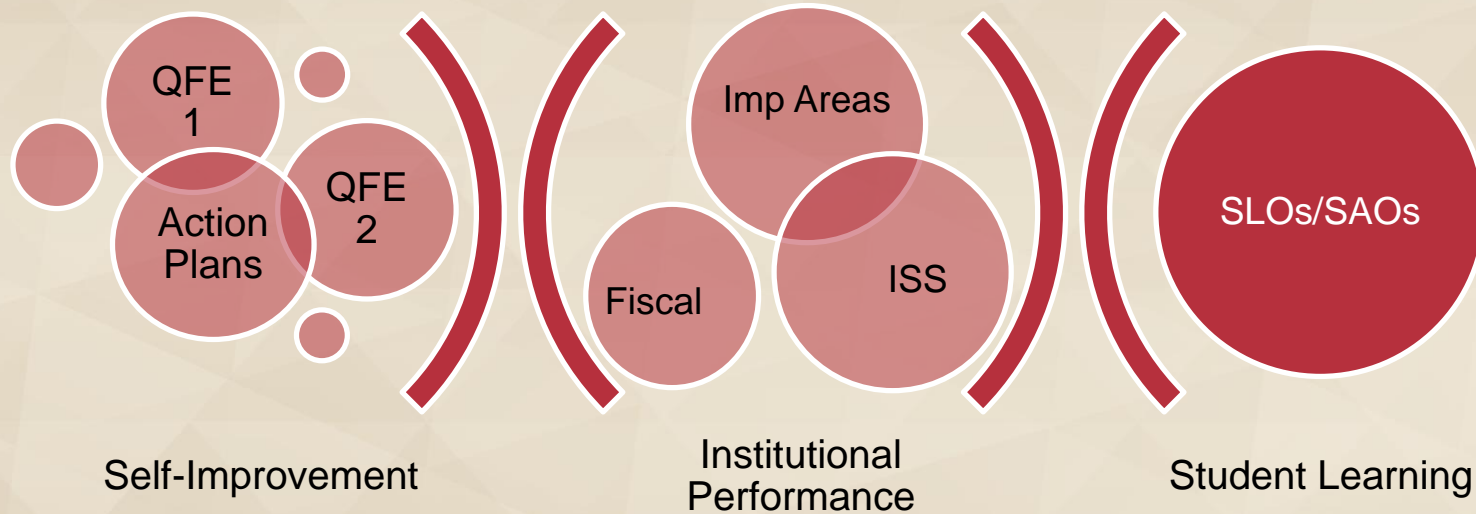 QFE
1
QFE
2
Action
Plans
Self-Improvement
Imp Areas
Fiscal
ISS
Institutional
Performance
SLOs/SAOs
Student Learning